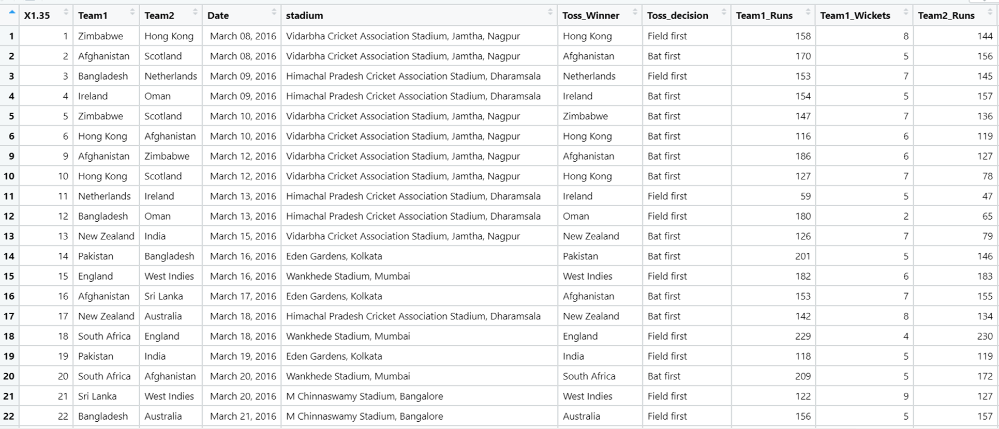 X1.35 Team1 Team2 Date stadium Toss_Winner Toss_decision Team1_Runs Team1_Wickets Team2_Runs
1 1 Zimbabwe Hong Kong March 08, 2016 Vidarbha Cricket Association Stadium, Jamtha, Nagpur Hong Kong Field first 158 8 144
2 2 Afghanistan Scotland March 08, 2016 Vidarbha Cricket Association Stadium, Jamtha, Nagpur Afghanistan Bat first 170 5 156
3 3 Bangladesh Netherlands March 09, 2016 Himachal Pradesh Cricket Association Stadium, Dharamsala Netherlands Field first 153 7 145
4 4 Ireland Oman March 09, 2016 Himachal Pradesh Cricket Association Stadium, Dharamsala Ireland Bat first 154 5 157
5 5 Zimbabwe Scotland March 10, 2016 Vidarbha Cricket Association Stadium, Jamtha, Nagpur Zimbabwe Bat first 147 7 136
6 6 Hong Kong Afghanistan March 10, 2016 Vidarbha Cricket Association Stadium, Jamtha, Nagpur Hong Kong Bat first 116 6 119
9 9 Afghanistan Zimbabwe March 12, 2016 Vidarbha Cricket Association Stadium, Jamtha, Nagpur Afghanistan Bat first 186 6 127
10 10 Hong Kong Scotland March 12, 2016 Vidarbha Cricket Association Stadium, Jamtha, Nagpur Hong Kong Bat first 127 7 78
11 11 Netherlands Ireland March 13, 2016 Himachal Pradesh Cricket Association Stadium, Dharamsala Ireland Field first 59 5 47
12 12 Bangladesh Oman March 13, 2016 Himachal Pradesh Cricket Association Stadium, Dharamsala Oman Field first 180 2 65
13 13 New Zealand India March 15, 2016 Vidarbha Cricket Association Stadium, Jamtha, Nagpur New Zealand Bat first 126 7 79
14 14 Pakistan Bangladesh March 16, 2016 Eden Gardens, Kolkata Pakistan Bat first 201 5 146
15 15 England West Indies March 16, 2016 Wankhede Stadium, Mumbai West Indies Field first 182 6 183
16 16 Afghanistan Sri Lanka March 17, 2016 Eden Gardens, Kolkata Afghanistan Bat first 153 7 155
17 17 New Zealand Australia March 18, 2016 Himachal Pradesh Cricket Association Stadium, Dharamsala New Zealand Bat first 142 8 134
18 18 South Africa England March 18, 2016 Wankhede Stadium, Mumbai England Field first 229 4 230
19 19 Pakistan India March 19, 2016 Eden Gardens, Kolkata India Field first 118 5 119
20 20 South Africa Afghanistan March 20, 2016 Wankhede Stadium, Mumbai South Africa Bat first 209 5 172
21 21 Sri Lanka West Indies March 20, 2016 M Chinnaswamy Stadium, Bangalore West Indies Field first 122 9 127
22 22 Bangladesh Australia March 21, 2016 M Chinnaswamy Stadium, Bangalore Australia Field first 156 5 157